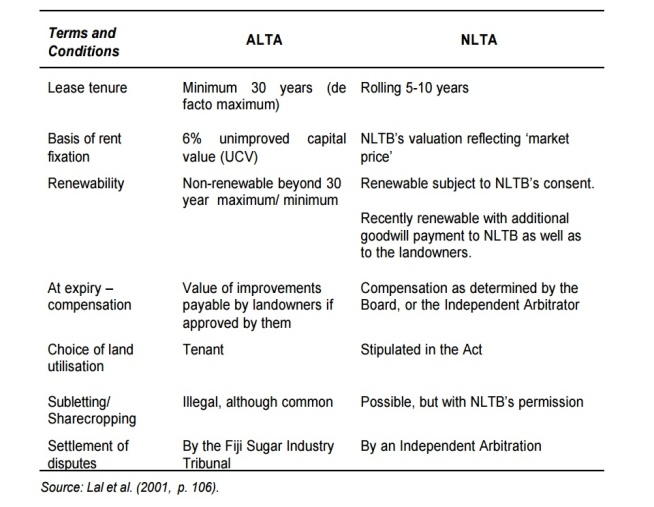 Terms and Conditions ALTA NLTA
Lease tenure Minimum 30 years (de facto maximum) Rolling 5-10 years
Basis of rent fixation 6% unimproved capital value (UCV) NLTB's valuation reflecting 'market price'
Renewability Non-renewable beyond 30 year maximum/ minimum Renewable subject to NLTB's consent.
Recently renewable with additional goodwill payment to NLTB as well as to the landowners.
At expiry – compensation Value of improvements payable by landowners if approved by them Compensation as determined by the Board, or the Independent Arbitrator
Choice of land utilisation Tenant Stipulated in the Act
Subletting/ Sharecropping Illegal, although common Possible, but with NLTB's permission
Settlement of disputes By the Fiji Sugar Industry Tribunal By an Independent Arbitration
Source: Lal et al. (2001, p. 106).